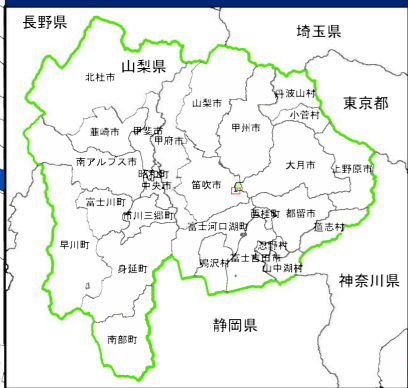 長野県
埼玉県
山梨県
北杜市
丹波山村
山梨市
東京都
小菅村
韮崎市
甲斐市
甲州市
甲府市
南アルプス市
大月市
上野原市
昭和町
中央市
笛吹市
富士川町
市川三郷町
西桂町
都留市
富士河口湖町
道志村
早川町
忍野村
身延町
鳴沢村
富士吉田市
山中湖村
神奈川県
静岡県
南部町